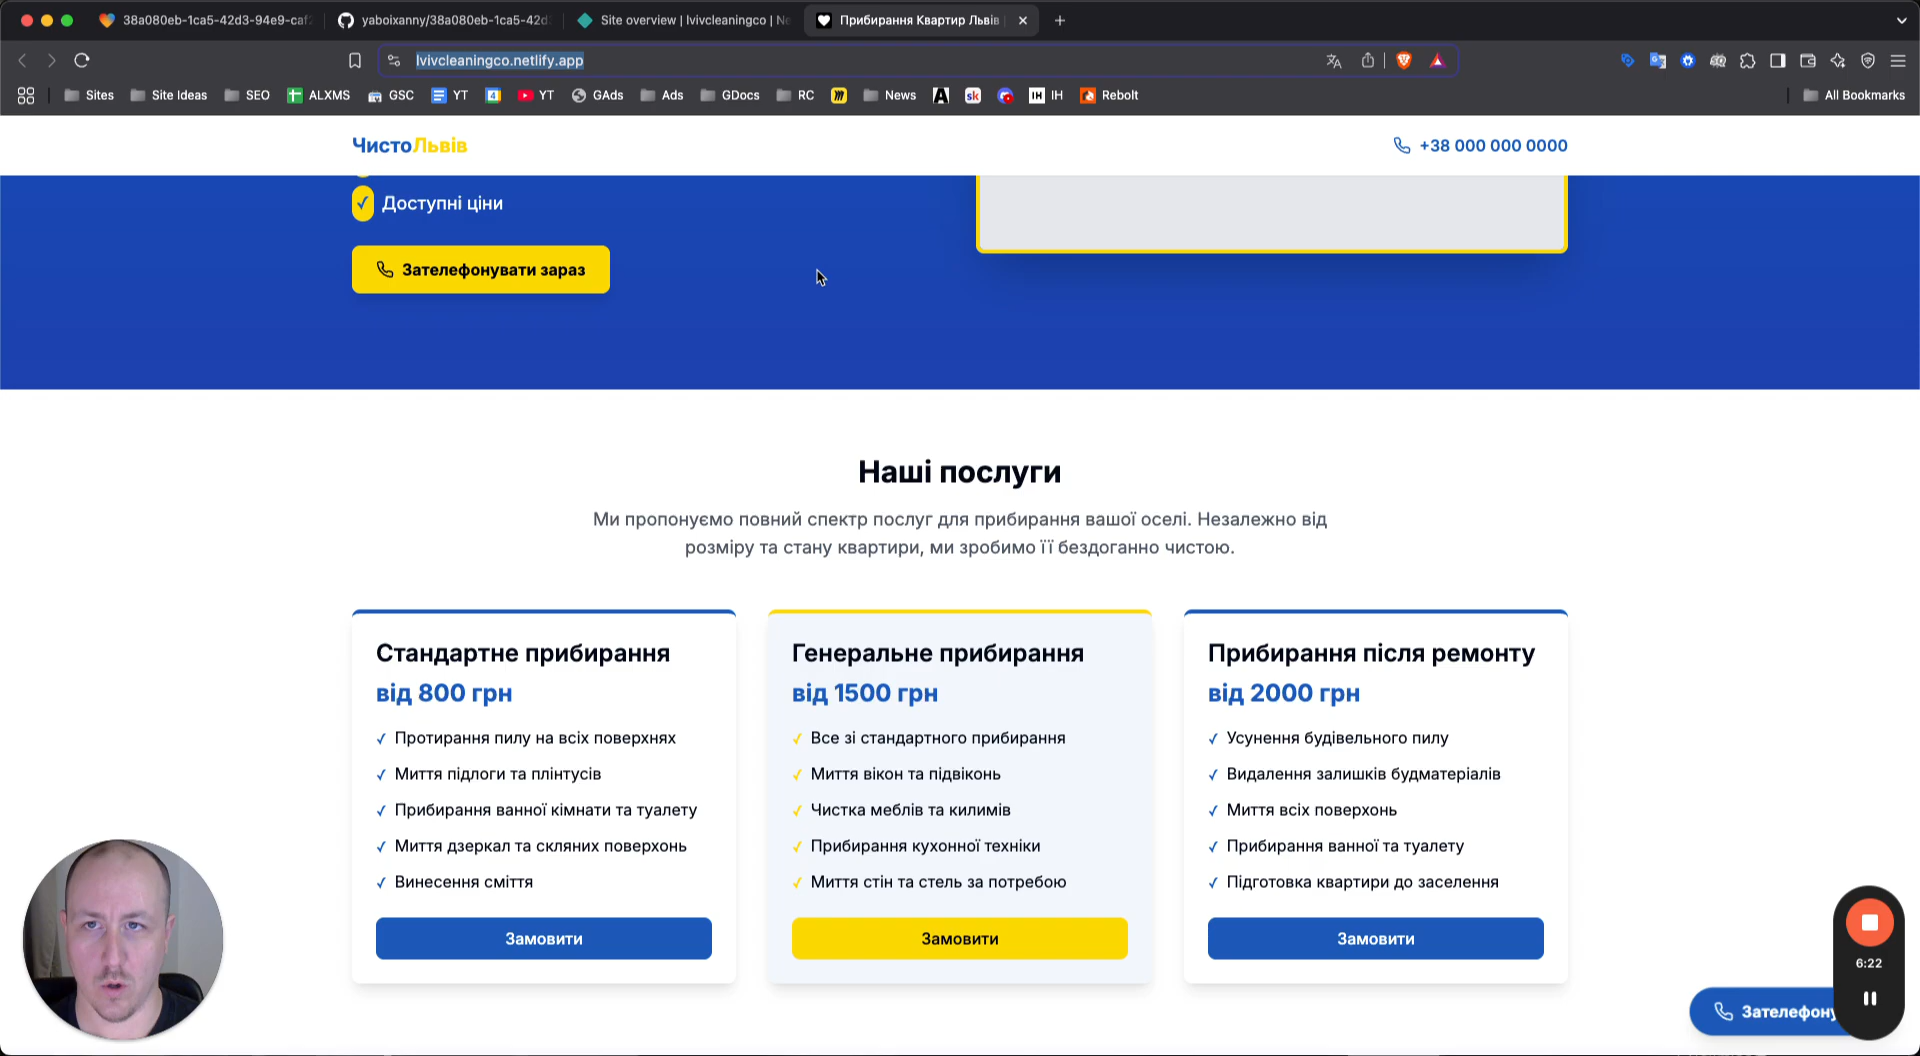 38a080eb-1ca5-42d3-94e9-caf
yaboixanny/38a080eb-1ca5-42d
Site overview | lvivcleaningco | Ne
Прибирання Квартир Львів
lvivcleaningco.netlify.app
Sites
Site Ideas
SEO
ALXMS
GSC
YT
4
YT
GAds
Ads
GDocs
RC
News
A
sk
IH
IH
Rebolt
All Bookmarks
ЧистоЛьвів
+38 000 000 0000
Доступні ціни
Зателефонувати зараз
Наші послуги
Ми пропонуємо повний спектр послуг для прибирання вашої оселі. Незалежно від
розміру та стану квартири, ми зробимо її бездоганно чистою.
Стандартне прибирання
від 800 грн
Протирання пилу на всіх поверхнях
Миття підлоги та плінтусів
Прибирання ванної кімнати та туалету
Миття дзеркал та скляних поверхонь
Винесення сміття
Замовити
Генеральне прибирання
від 1500 грн
Все зі стандартного прибирання
Миття вікон та підвіконь
Чистка меблів та килимів
Прибирання кухонної техніки
Миття стін та стель за потребою
Замовити
Прибирання після ремонту
від 2000 грн
Усунення будівельного пилу
Видалення залишків будматеріалів
Миття всіх поверхонь
Прибирання ванної та туалету
Підготовка квартири до заселення
Замовити
6:22
Зателефону